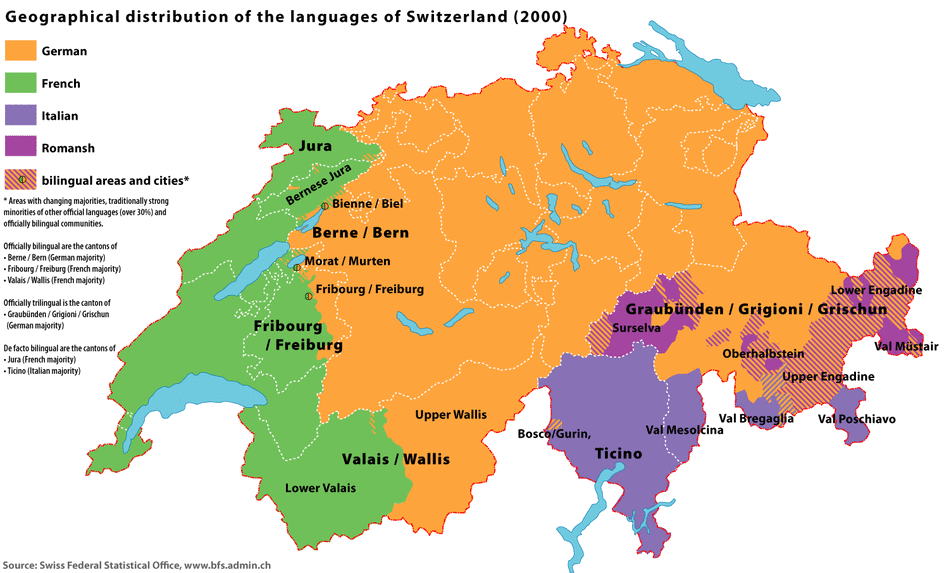 Geographical distribution of the languages of Switzerland (2000)
German
French
Italian
Romansh
bilingual areas and cities*
* Areas with changing majorities, traditionally strong
minorities of other official languages (over 30%) and
officially bilingual communities.
Officially bilingual are the cantons of
• Berne / Bern (German majority)
• Fribourg / Freiburg (French majority)
• Valais / Wallis (French majority)
Officially trilingual is the canton of
• Graubünden / Grigioni / Grischun
(German majority)
De facto bilingual are the cantons of
• Jura (French majority)
• Ticino (Italian majority)
Jura
Bernese Jura
Bienne / Biel
Berne / Bern
Morat / Murten
Fribourg / Freiburg
Fribourg
/ Freiburg
Lower Engadine
Graubünden / Grigioni / Grischun
Surselva
Val Müstair
Oberhalbstein
Upper Engadine
Upper Wallis
Val Bregaglia
Val Poschiavo
Bosco/Gurin,
Val Mesolcina
Ticino
Valais / Wallis
Lower Valais
Source: Swiss Federal Statistical Office, www.bfs.admin.ch